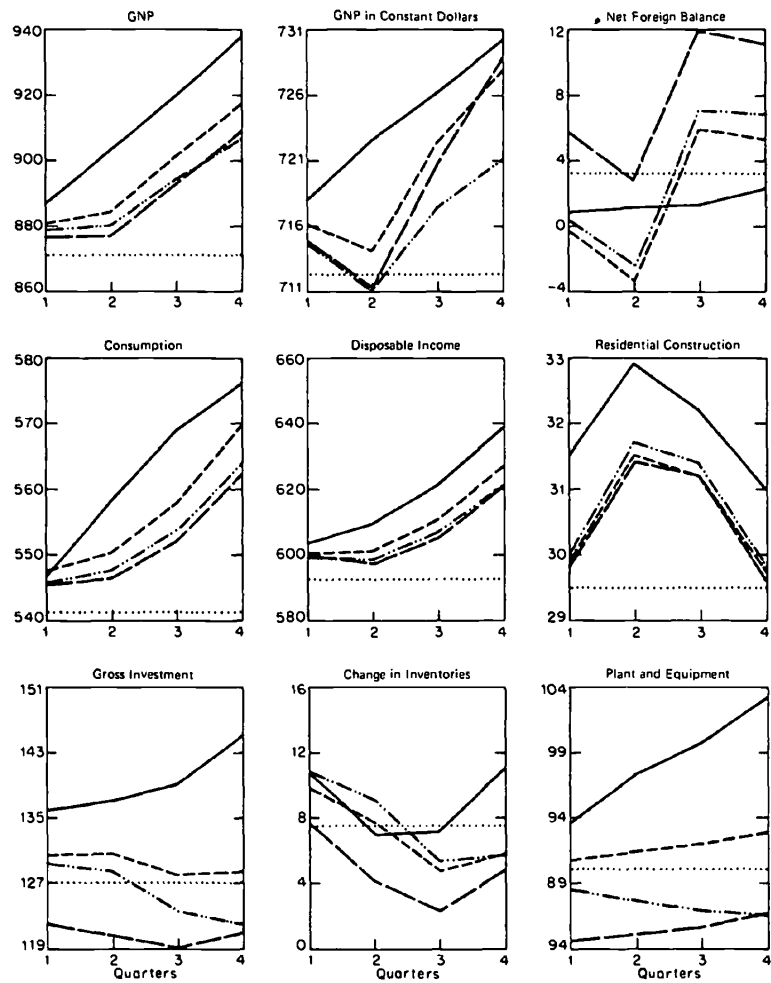 GNP
GNP in Constant Dollars
Net Foreign Balance
940
920
900
880
860
1 2 3 4
731
726
721
716
711
1 2 3 4
12
8
4
0
-4
1 2 3 4
Consumption
Disposable Income
Residential Construction
580
570
560
550
540
1 2 3 4
660
640
620
600
580
1 2 3 4
33
31
32
30
29
1 2 3 4
Gross Investment
Change in Inventories
Plant and Equipment
151
143
135
127
119
1 2 3 4
Quarters
16
12
8
4
0
1 2 3 4
Quarters
104
99
94
89
94
1 2 3 4
Quarters